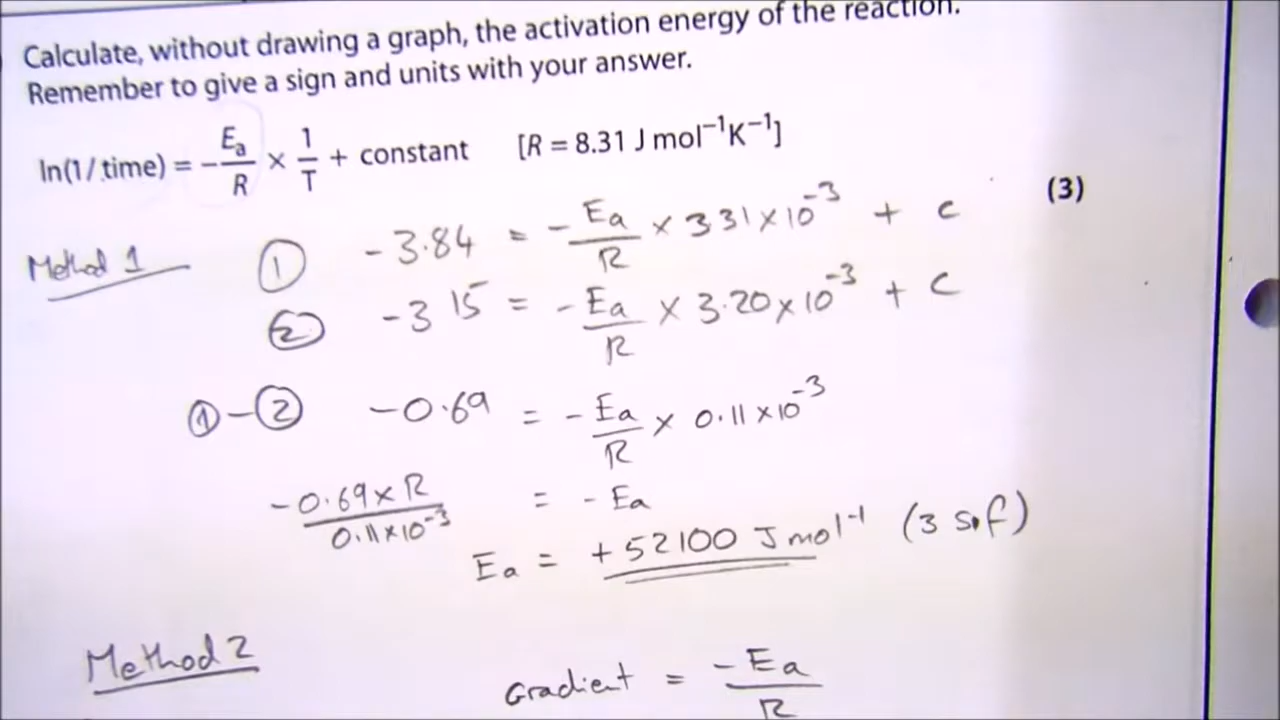 Calculate, without drawing a graph, the activation energy of the reaction.
Remember to give a sign and units with your answer.
ln(1/time) = -Ea/R × 1/T + constant [R = 8.31 J mol⁻¹K⁻¹]
(3)
Method 1 ① -3.84 = -Ea/R × 3.31×10⁻³ + c
② -3 15 = -Ea/R × 3.20×10⁻³ + c
①-② -0.69 = -Ea/R × 0.11×10⁻³
-0.69×R/0.11×10⁻³ = -Ea
Ea = +52100 J mol⁻¹ (3 s.f)
Method 2
Gradient = -Ea/R